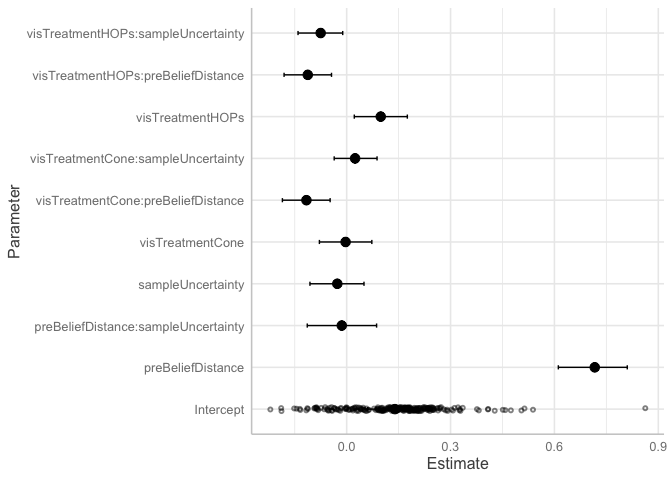 visTreatmentHOPs:sampleUncertainty
visTreatmentHOPs:preBeliefDistance
visTreatmentHOPs
visTreatmentCone:sampleUncertainty
visTreatmentCone:preBeliefDistance
visTreatmentCone
sampleUncertainty
preBeliefDistance:sampleUncertainty
preBeliefDistance
Intercept
Parameter
0.0 0.3 0.6 0.9
Estimate